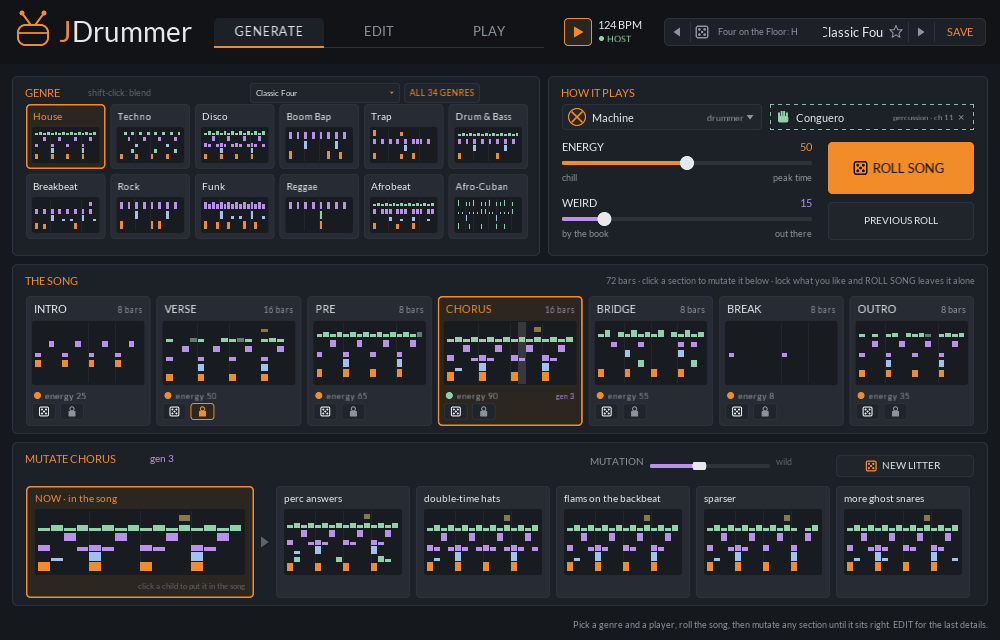 JDrummer
GENERATE
EDIT
PLAY
124 BPM
HOST
Four on the Floor: H
Classic Fou
SAVE
GENRE
shift-click: blend
Classic Four
ALL 34 GENRES
House
Techno
Disco
Boom Bap
Trap
Drum & Bass
Breakbeat
Rock
Funk
Reggae
Afrobeat
Afro-Cuban
HOW IT PLAYS
Machine
drummer
Conguero
percussion · ch 11 ×
ENERGY
50
chill
peak time
WEIRD
15
by the book
out there
ROLL SONG
PREVIOUS ROLL
THE SONG
72 bars · click a section to mutate it below · lock what you like and ROLL SONG leaves it alone
INTRO
8 bars
energy 25
VERSE
16 bars
energy 50
PRE
8 bars
energy 65
CHORUS
16 bars
energy 90
gen 3
BRIDGE
8 bars
energy 55
BREAK
8 bars
energy 8
OUTRO
8 bars
energy 35
MUTATE CHORUS
gen 3
MUTATION
wild
NEW LITTER
NOW · in the song
click a child to put it in the song
perc answers
double-time hats
flams on the backbeat
sparser
more ghost snares
Pick a genre and a player, roll the song, then mutate any section until it sits right. EDIT for the last details.